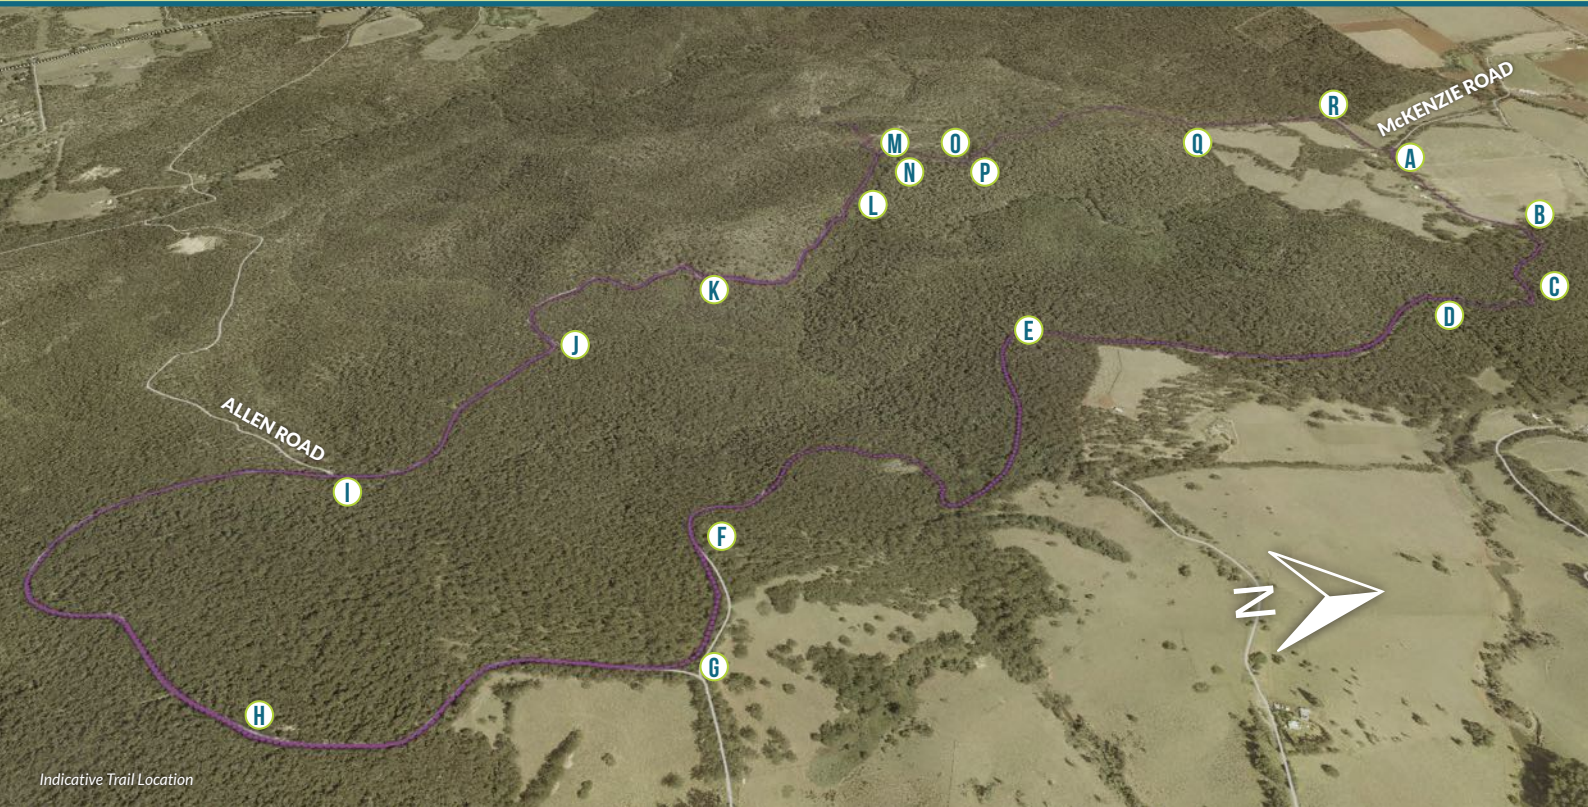 R
McKENZIE ROAD
M
O
Q
A
N
P
L
B
C
K
D
E
J
ALLEN ROAD
I
F
N
G
H
Indicative Trail Location